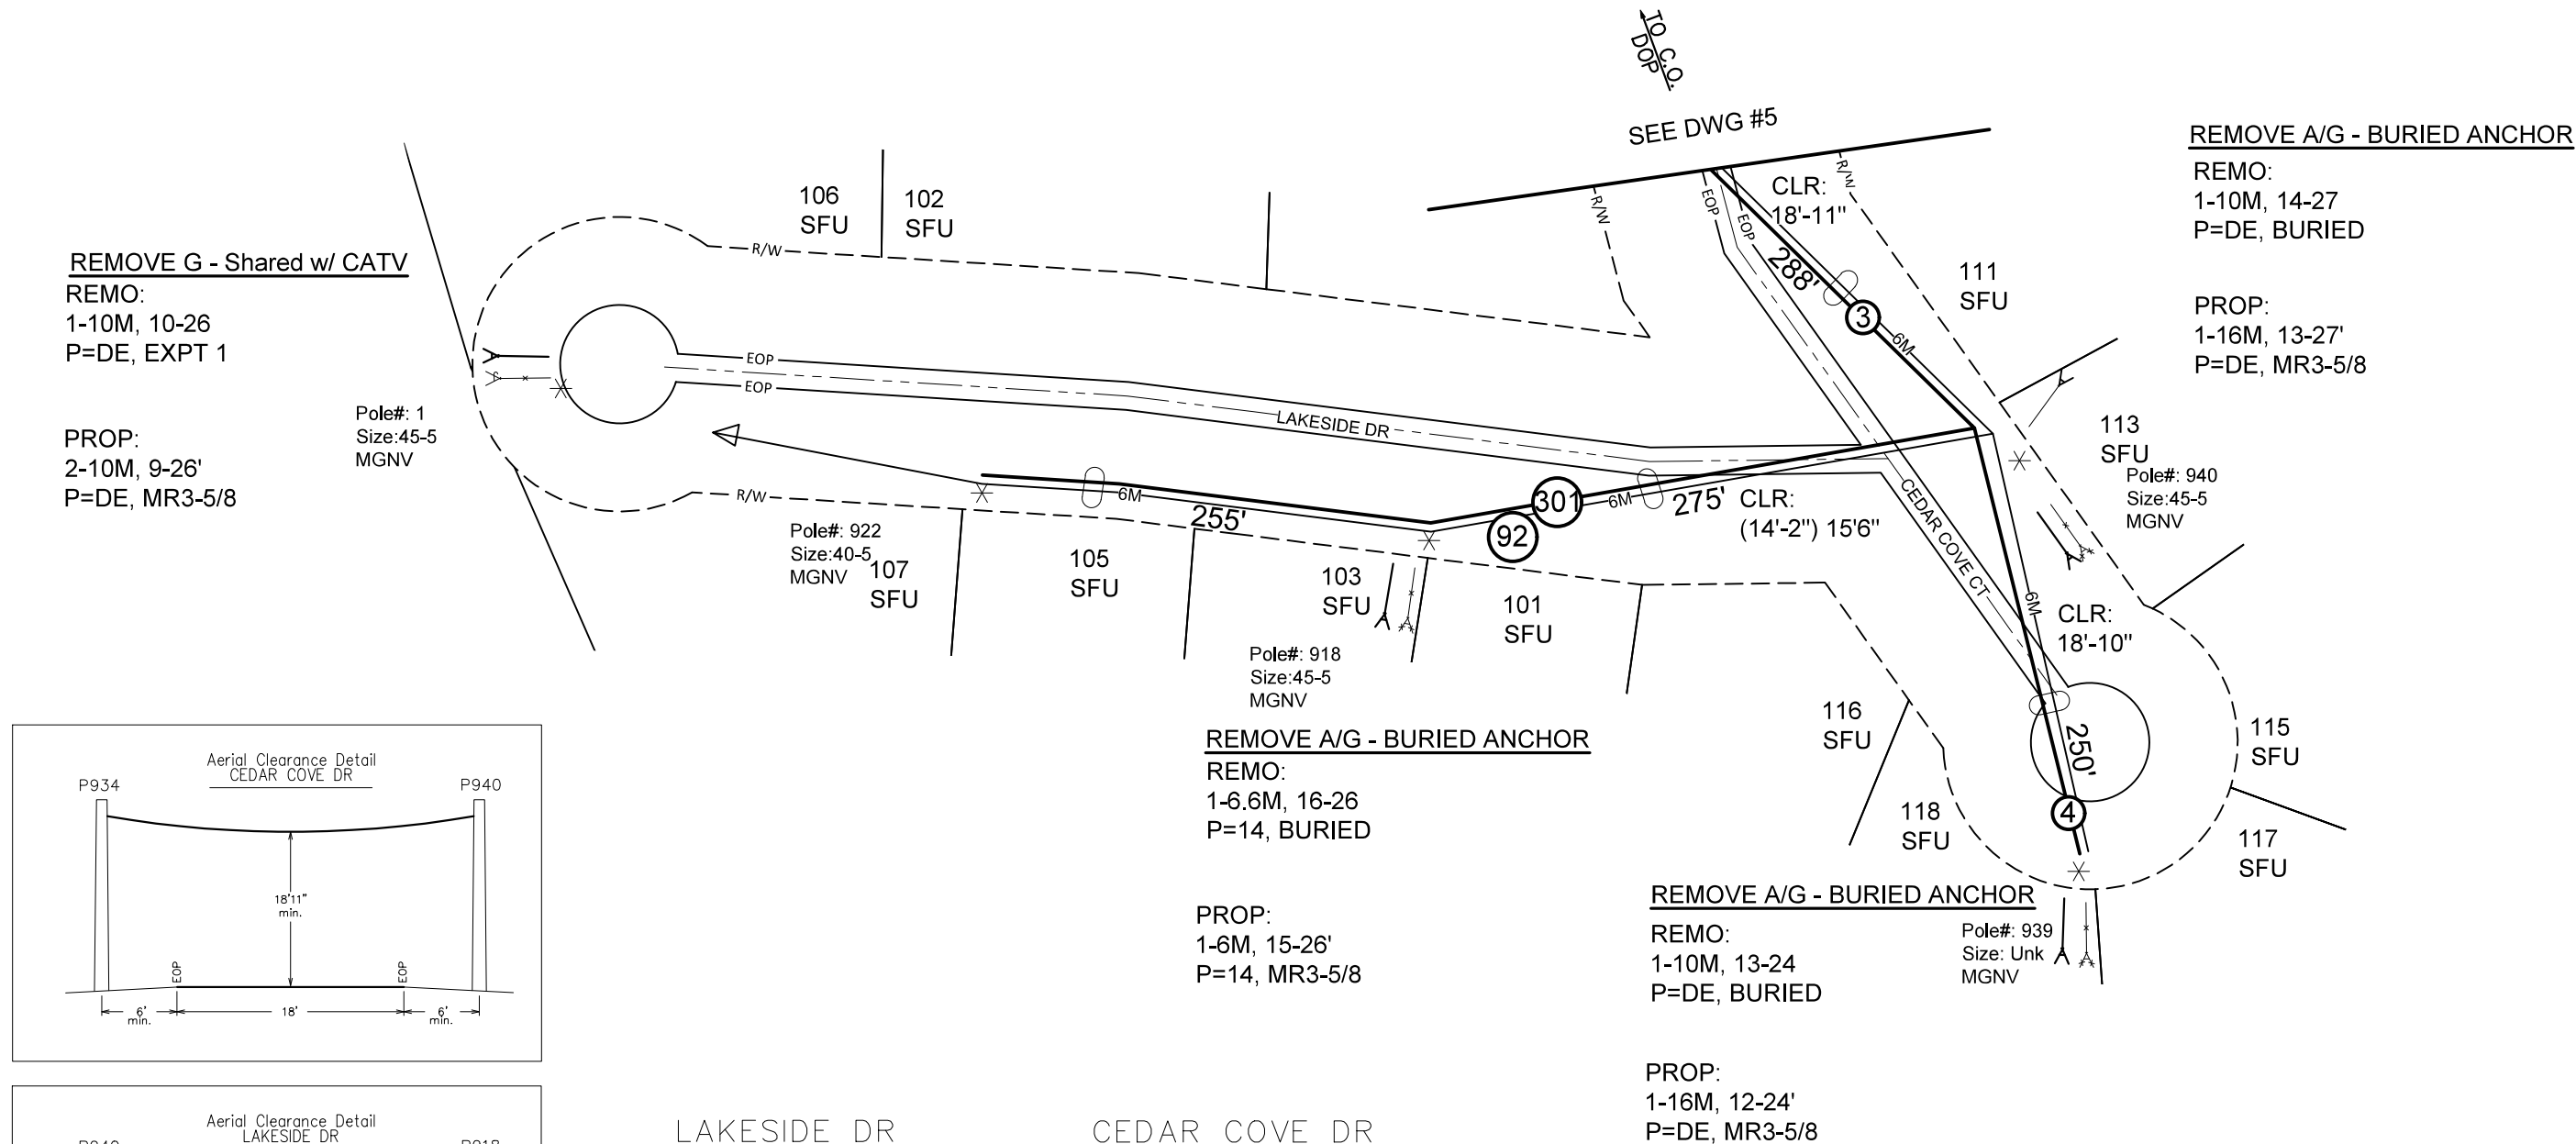 TO C.O.
DOP
SEE DWG #5
REMOVE A/G - BURIED ANCHOR
REMO:
1-10M, 14-27
P=DE, BURIED
PROP:
1-16M, 13-27'
P=DE, MR3-5/8
106
SFU
102
SFU
R/W
R/W
R/W
EOP
EOP
CLR:
18'-11"
288'
3
6M
111
SFU
REMOVE G - Shared w/ CATV
REMO:
1-10M, 10-26
P=DE, EXPT 1
PROP:
2-10M, 9-26'
P=DE, MR3-5/8
Pole#: 1
Size:45-5
MGNV
EOP
EOP
LAKESIDE DR
113
SFU
Pole#: 940
Size:45-5
MGNV
R/W
6M
255'
301
92
6M
275'
CLR:
(14'-2") 15'6"
CEDAR COVE CT
6M
CLR:
18'-10"
Pole#: 922
Size:40-5
MGNV
107
SFU
105
SFU
103
SFU
101
SFU
Pole#: 918
Size:45-5
MGNV
116
SFU
115
SFU
250'
4
118
SFU
117
SFU
REMOVE A/G - BURIED ANCHOR
REMO:
1-6.6M, 16-26
P=14, BURIED
PROP:
1-6M, 15-26'
P=14, MR3-5/8
REMOVE A/G - BURIED ANCHOR
REMO:
1-10M, 13-24
P=DE, BURIED
Pole#: 939
Size: Unk
MGNV
PROP:
1-16M, 12-24'
P=DE, MR3-5/8
Aerial Clearance Detail
CEDAR COVE DR
P934
P940
18'11"
min.
EOP
EOP
6'
min.
18'
6'
min.
Aerial Clearance Detail
LAKESIDE DR
P940
P918
LAKESIDE DR
CEDAR COVE DR